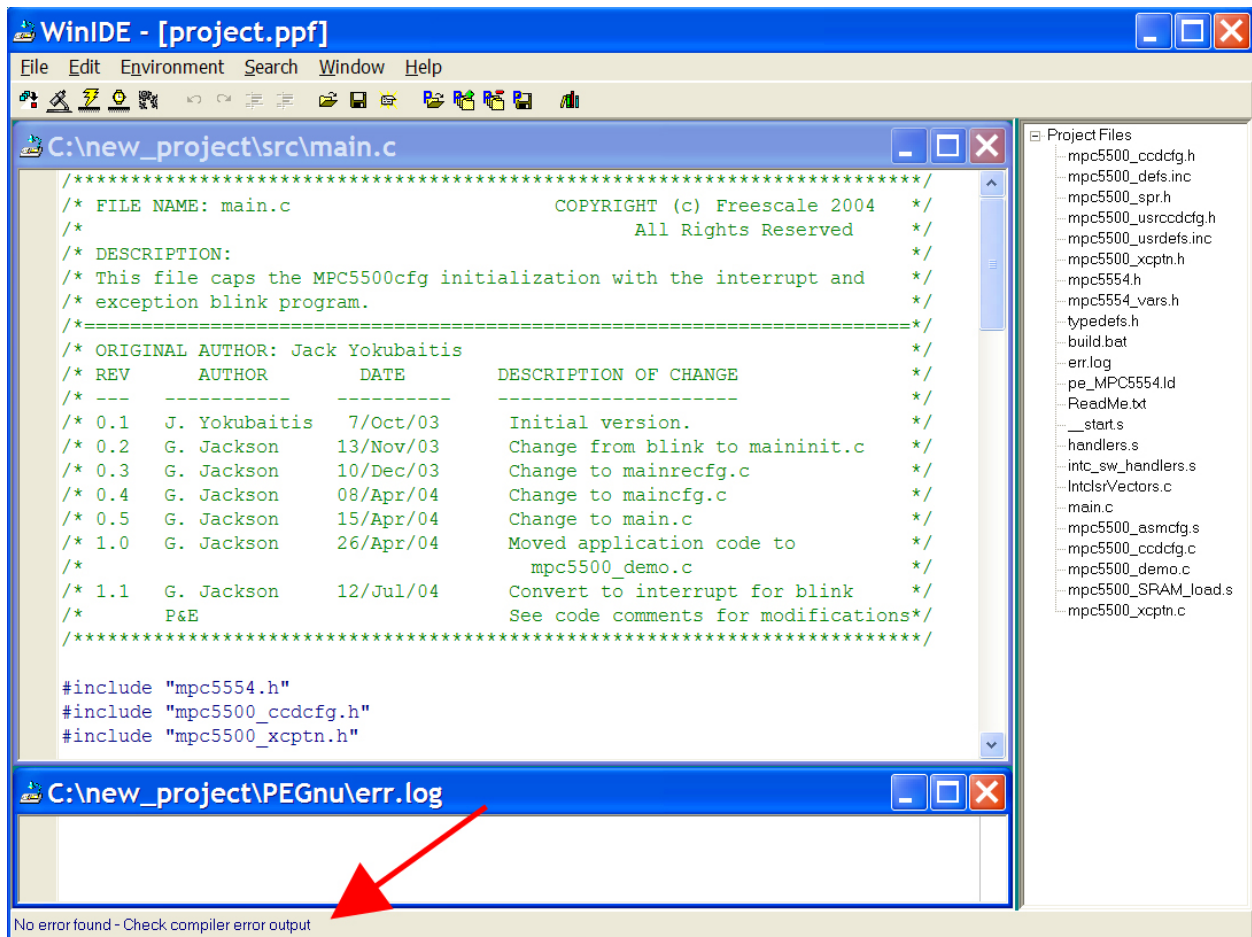 WinIDE - [project.ppf]
File Edit Environment Search Window Help
C:\new_project\src\main.c
/**************************************************************************/
/* FILE NAME: main.c COPYRIGHT (c) Freescale 2004 */
/* All Rights Reserved */
/* DESCRIPTION: */
/* This file caps the MPC5500cfg initialization with the interrupt and */
/* exception blink program. */
/*========================================================================*/
/* ORIGINAL AUTHOR: Jack Yokubaitis */
/* REV AUTHOR DATE DESCRIPTION OF CHANGE */
/* --- ----------- ---------- --------------------- */
/* 0.1 J. Yokubaitis 7/Oct/03 Initial version. */
/* 0.2 G. Jackson 13/Nov/03 Change from blink to maininit.c */
/* 0.3 G. Jackson 10/Dec/03 Change to mainrecfg.c */
/* 0.4 G. Jackson 08/Apr/04 Change to maincfg.c */
/* 0.5 G. Jackson 15/Apr/04 Change to main.c */
/* 1.0 G. Jackson 26/Apr/04 Moved application code to */
/* mpc5500_demo.c */
/* 1.1 G. Jackson 12/Jul/04 Convert to interrupt for blink */
/* P&E See code comments for modifications*/
/**************************************************************************/
#include "mpc5554.h"
#include "mpc5500_ccdcfg.h"
#include "mpc5500_xcptn.h"
C:\new_project\PEGnu\err.log
No error found - Check compiler error output
Project Files
mpc5500_ccdcfg.h
mpc5500_defs.inc
mpc5500_spr.h
mpc5500_usrccdcfg.h
mpc5500_usrdefs.inc
mpc5500_xcptn.h
mpc5554.h
mpc5554_vars.h
typedefs.h
build.bat
err.log
pe_MPC5554.ld
ReadMe.txt
__start.s
handlers.s
intc_sw_handlers.s
IntcIsrVectors.c
main.c
mpc5500_asmcfg.s
mpc5500_ccdcfg.c
mpc5500_demo.c
mpc5500_SRAM_load.s
mpc5500_xcptn.c